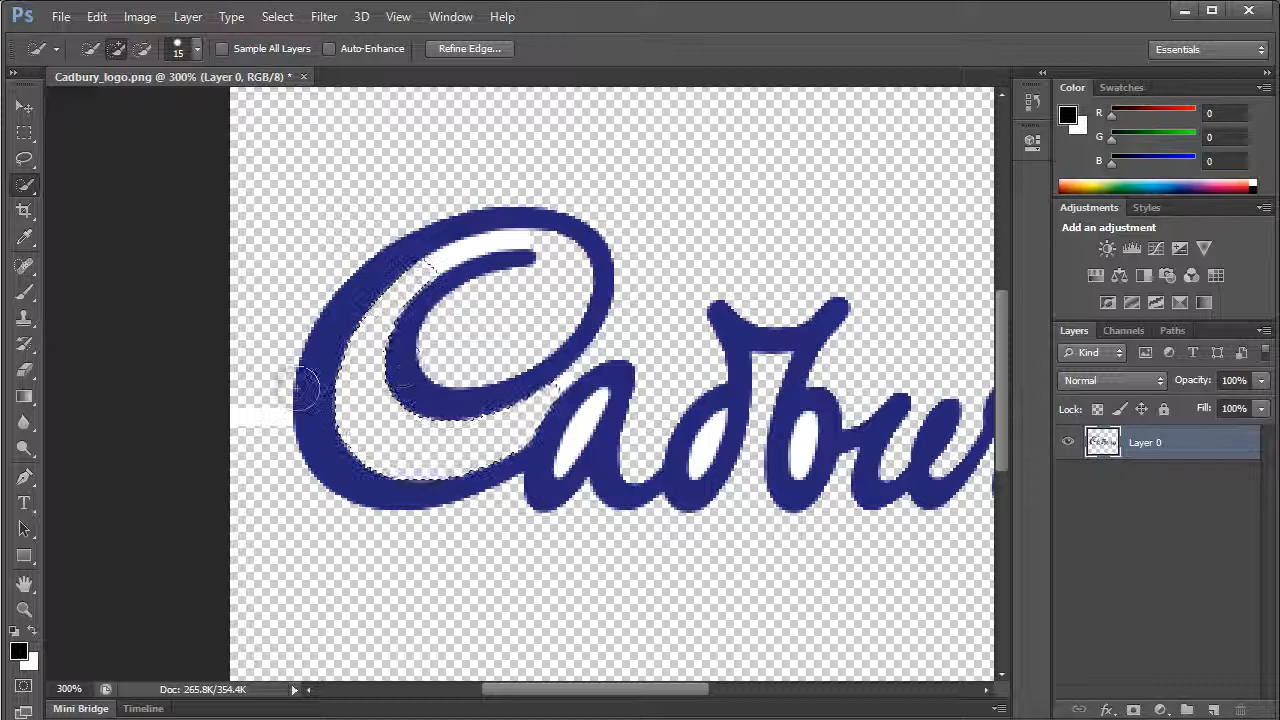 Ps File Edit Image Layer Type Select Filter 3D View Window Help
15 Sample All Layers Auto-Enhance Refine Edge... Essentials
Cadbury_logo.png @ 300% (Layer 0, RGB/8) *
Color Swatches
R 0
G 0
B 0
Adjustments Styles
Add an adjustment
Layers Channels Paths
Kind
Normal Opacity: 100%
Lock: Fill: 100%
Layer 0
Cadbu
300% Doc: 265.8K/354.4K
Mini Bridge Timeline